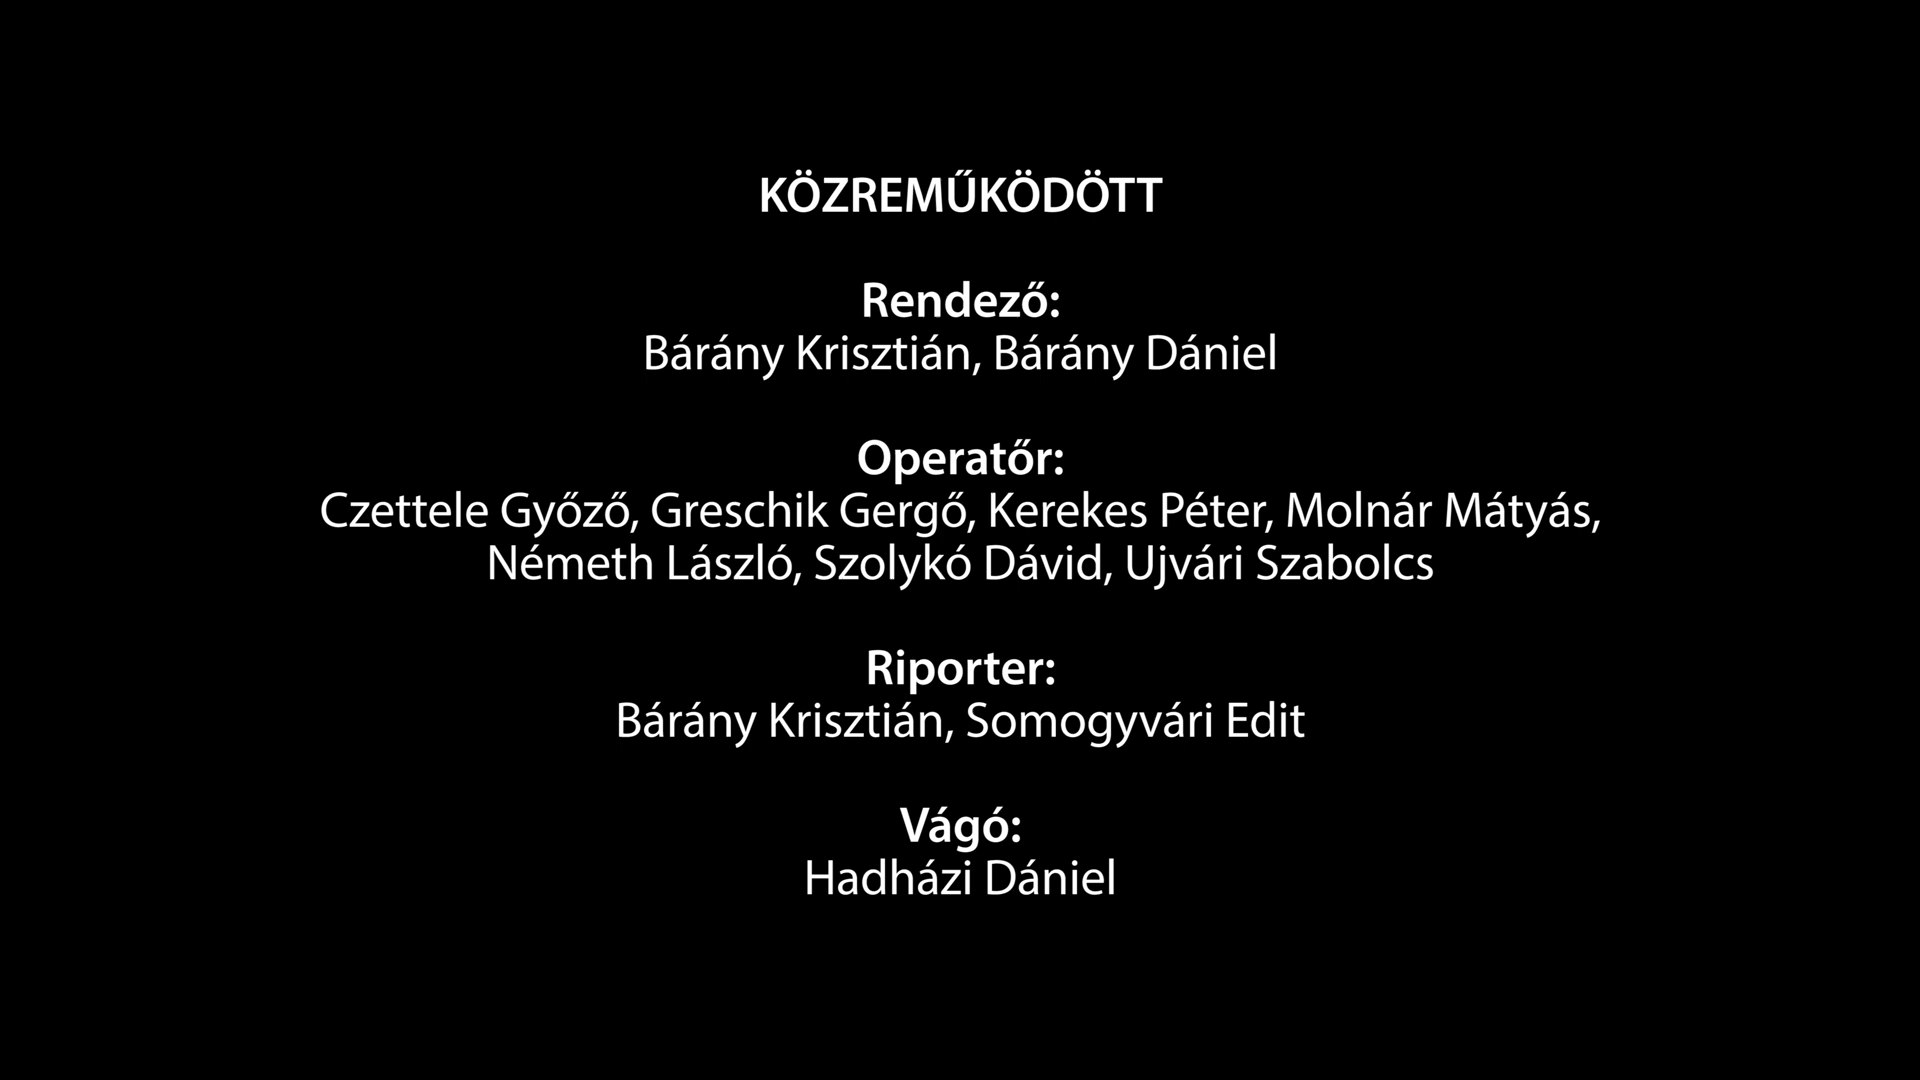 KÖZREMŰKÖDÖTT
Rendező:
Bárány Krisztián, Bárány Dániel
Operatőr:
Czettele Győző, Greschik Gergő, Kerekes Péter, Molnár Mátyás,
Németh László, Szolykó Dávid, Ujvári Szabolcs
Riporter:
Bárány Krisztián, Somogyvári Edit
Vágó:
Hadházi Dániel